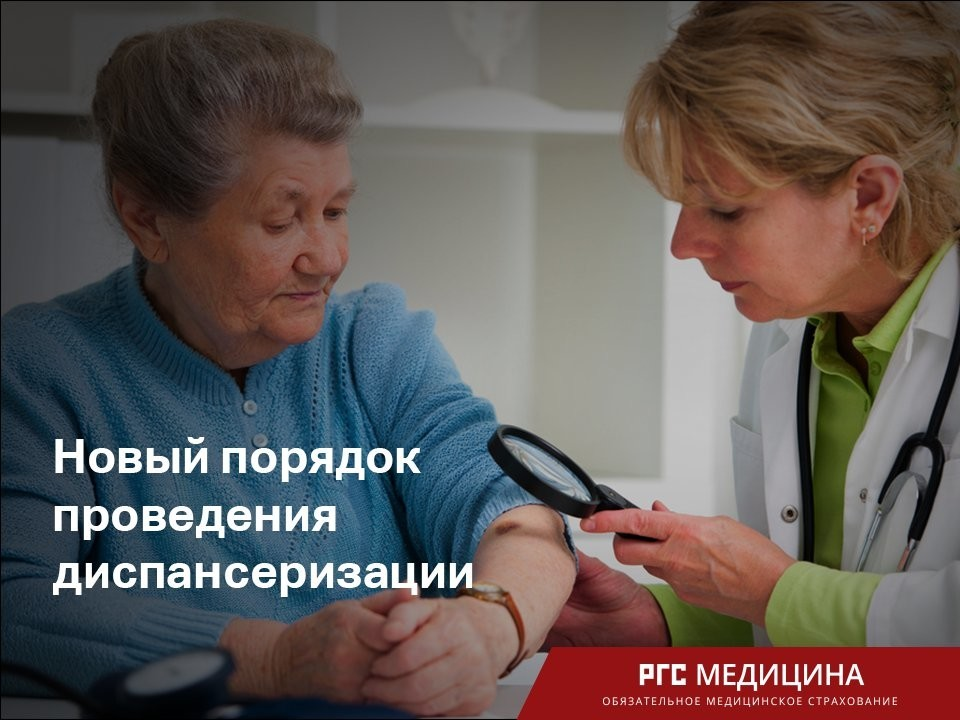 Новый порядок
проведения
диспансеризации
РГС МЕДИЦИНА
ОБЯЗАТЕЛЬНОЕ МЕДИЦИНСКОЕ СТРАХОВАНИЕ